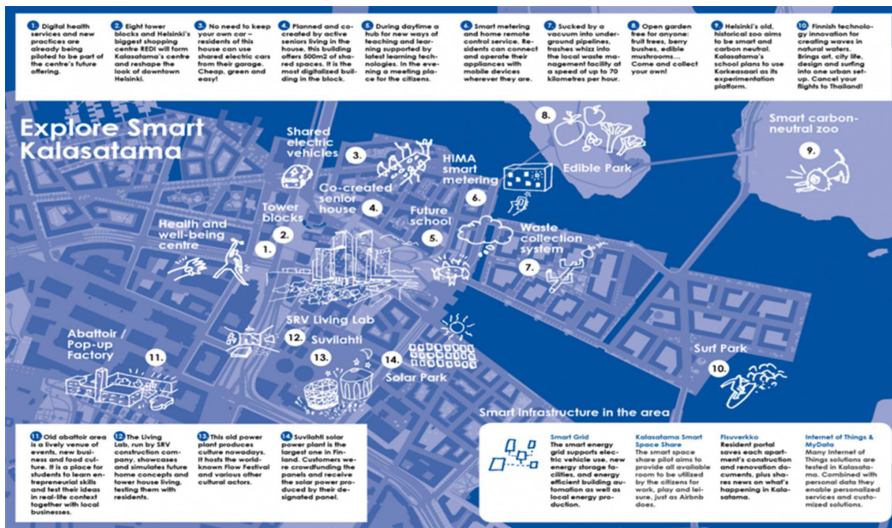 1 Digital health
services and new
practices are
already being
piloted to be part
of the centre's future
offering.
2 Eight tower
blocks and Helsinki's
biggest shopping
centre REDI will form
Kalasatama's centre
and reshape the
look of downtown
Helsinki.
3 No need to keep
your own car –
residents of this
house can use
shared electric cars
from their garage.
Cheap, green and
easy!
4 Planned and co-
created by active
seniors living in the
house, this building
offers 500m2 of sha-
red spaces. It is the
most digitalized buil-
ding in the block.
5 During daytime a
hub for new ways of
teaching and lear-
ning supported by
latest learning tech-
nologies. In the eve-
ning a meeting pla-
ce for the citizens.
6 Smart metering
and home remote
control service. Re-
sidents can connect
and operate their
appliances with
mobile devices
wherever they are.
7 Sucked by a
vacuum into under-
ground pipelines,
trashes whizz into
the local waste ma-
nagement facility at
a speed of up to 70
kilometres per hour.
8 Open garden
free for anyone:
fruit trees, berry
bushes, edible
mushrooms...
Come and collect
your own!
9 Helsinki's old,
historical zoo aims
to be smart and
carbon neutral.
Kalasatama's
school plans to use
Korkeasaari as its
experimentation
platform.
10 Finnish technolo-
gy innovation for
creating waves in
natural waters.
Brings art, city life,
design and surfing
into one urban set-
up. Cancel your
flights to Thailand!
Explore Smart
Kalasatama
Shared
electric
vehicles
3.
HIMA
smart
metering
6.
8.
Edible Park
Smart carbon-
neutral zoo
9.
Co-created
senior
house
4.
Tower
blocks
2.
1.
Health and
well-being
centre
Future
school
5.
Waste
collection
system
7.
SRV Living Lab
12.
Suvilahti
13.
14.
Solar Park
Abattoir /
Pop-up
Factory
11.
Surf Park
10.
Smart infrastructure in the area
11 Old abattoir area
is a lively venue of
events, new busi-
ness and food cul-
ture. It is a place for
students to learn en-
trepreneurial skills
and test their ideas
in real-life context
together with local
businesses.
12 The Living
Lab, run by SRV
construction com-
pany, showcases
and simulates future
home concepts and
tower house living,
testing them with
residents.
13 This old power
plant produces
culture nowadays.
It hosts the world-
known Flow Festival
and various other
cultural actors.
14 Suvilahti solar
power plant is the
largest one in Fin-
land. Customers we-
re crowdfunding the
panels and receive
the solar power pro-
duced by their de-
signated panel.
Smart Grid
The smart energy
grid supports elec-
tric vehicle use, new
energy storage fa-
cilities, and energy
efficient building
automation as well as
local energy pro-
duction.
Kalasatama Smart
Space Share
The smart space
share pilot aims to
provide all available
room to be utilized
by the citizens for
work, play and lei-
sure, just as Airbnb
does.
Fisuverkko
Resident portal
saves each apart-
ment's construction
and renovation do-
cuments, plus sha-
res news on what's
happening in Kala-
satama.
Internet of Things &
MyData
Many Internet of
Things solutions are
tested in Kalasata-
ma. Combined with
personal data they
enable personalized
services and custo-
mized solutions.